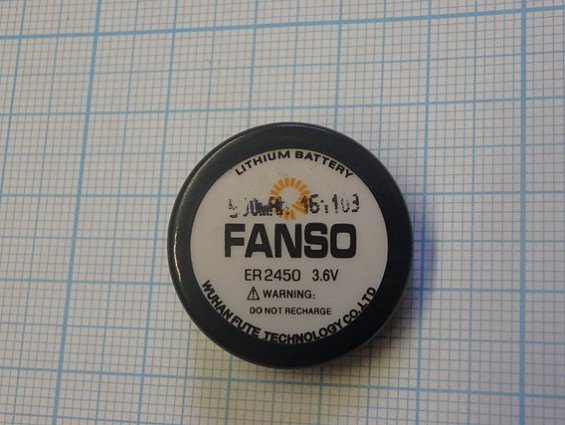 LITHIUM BATTERY
FANSO
ER2450 3.6V
WARNING:
DO NOT RECHARGE
WUHAN FUTE TECHNOLOGY CO.,LTD